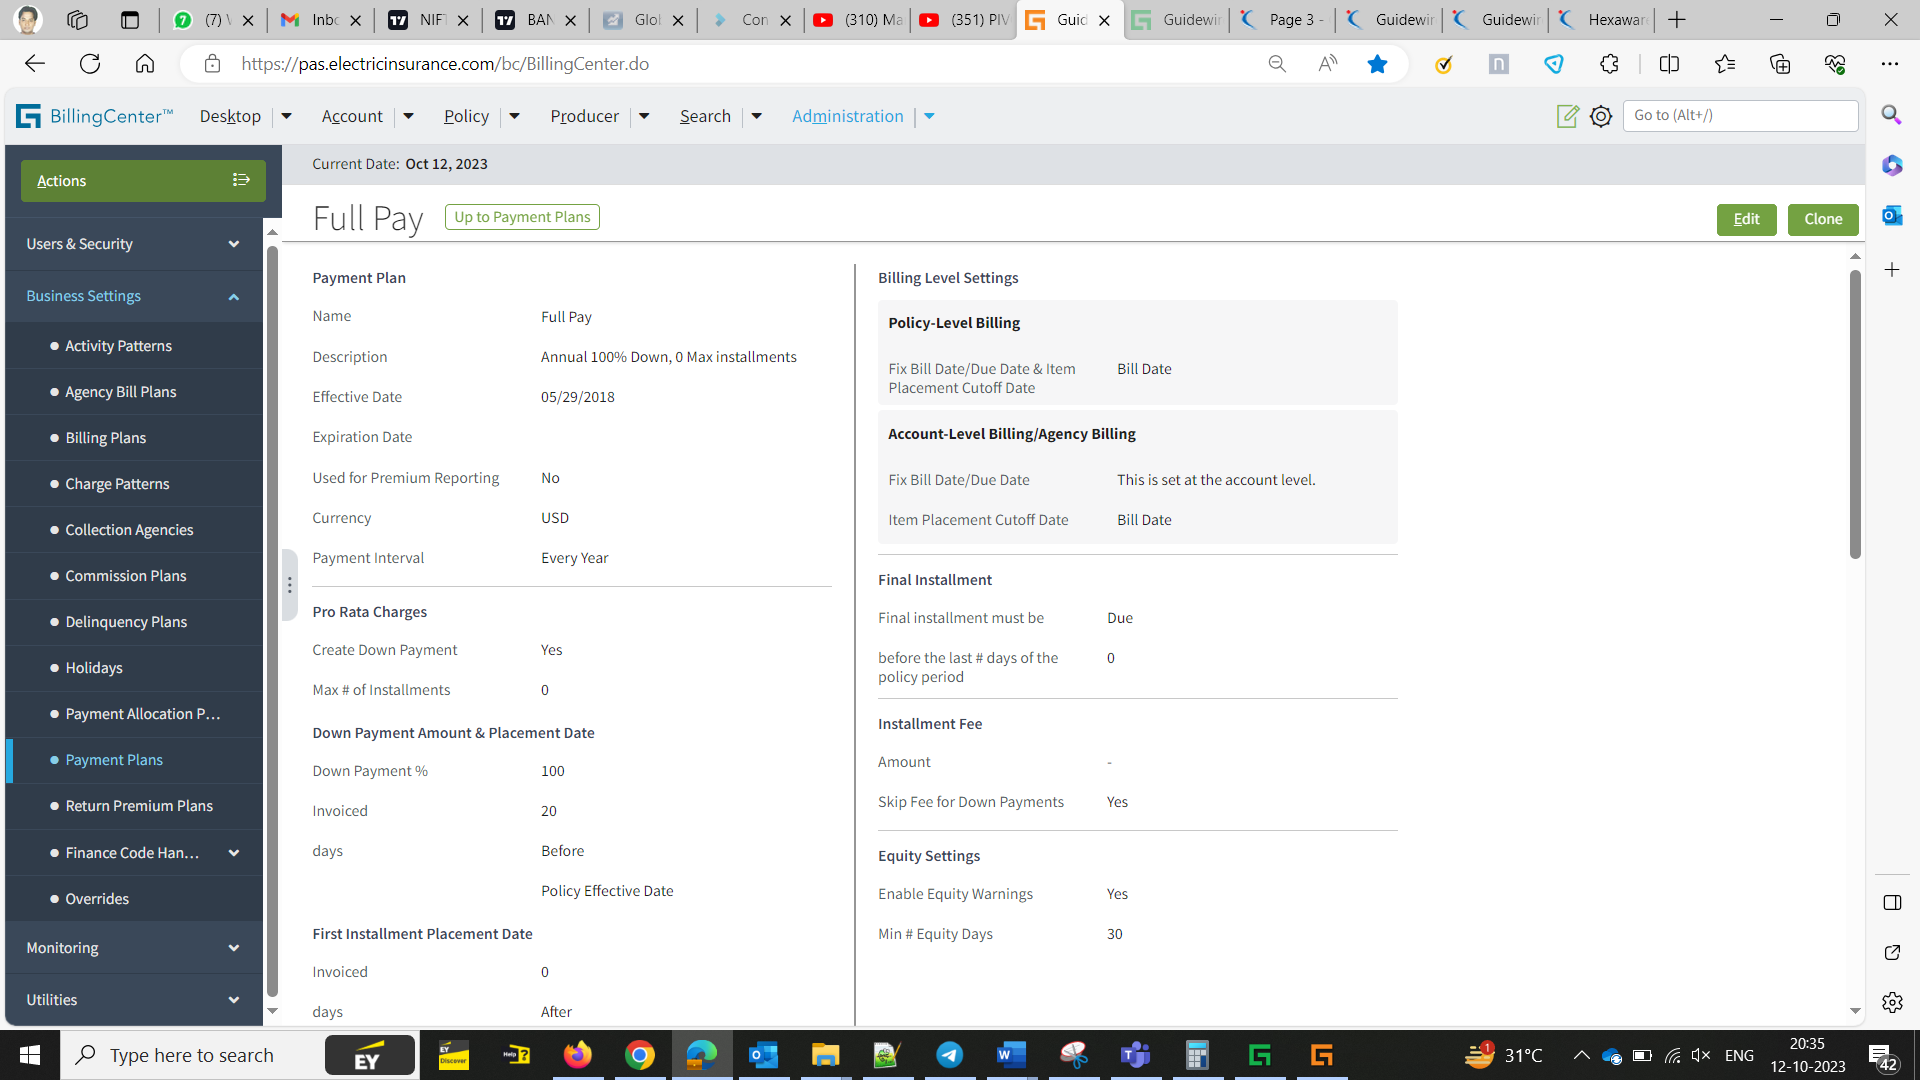 (7)
Inb
NIFT
BAN
Glob
Con
(310) Ma
(351) PIV
Guid
Guidewir
Page 3 -
Guidewir
Guidewir
Hexawar
https://pas.electricinsurance.com/bc/BillingCenter.do
BillingCenter™
Desktop
Account
Policy
Producer
Search
Administration
Go to (Alt+/)
Actions
Current Date: Oct 12, 2023
Full Pay
Up to Payment Plans
Edit
Clone
Users & Security
Business Settings
Activity Patterns
Agency Bill Plans
Billing Plans
Charge Patterns
Collection Agencies
Commission Plans
Delinquency Plans
Holidays
Payment Allocation P...
Payment Plans
Return Premium Plans
Finance Code Han...
Overrides
Monitoring
Utilities
Payment Plan
Name Full Pay
Description Annual 100% Down, 0 Max installments
Effective Date 05/29/2018
Expiration Date
Used for Premium Reporting No
Currency USD
Payment Interval Every Year
Pro Rata Charges
Create Down Payment Yes
Max # of Installments 0
Down Payment Amount & Placement Date
Down Payment % 100
Invoiced 20
days Before
Policy Effective Date
First Installment Placement Date
Invoiced 0
days After
Billing Level Settings
Policy-Level Billing
Fix Bill Date/Due Date & Item Bill Date
Placement Cutoff Date
Account-Level Billing/Agency Billing
Fix Bill Date/Due Date This is set at the account level.
Item Placement Cutoff Date Bill Date
Final Installment
Final installment must be Due
before the last # days of the 0
policy period
Installment Fee
Amount -
Skip Fee for Down Payments Yes
Equity Settings
Enable Equity Warnings Yes
Min # Equity Days 30
Type here to search
EY
EY
Discover
Help ?
1
31°C
ENG
20:35
12-10-2023
42